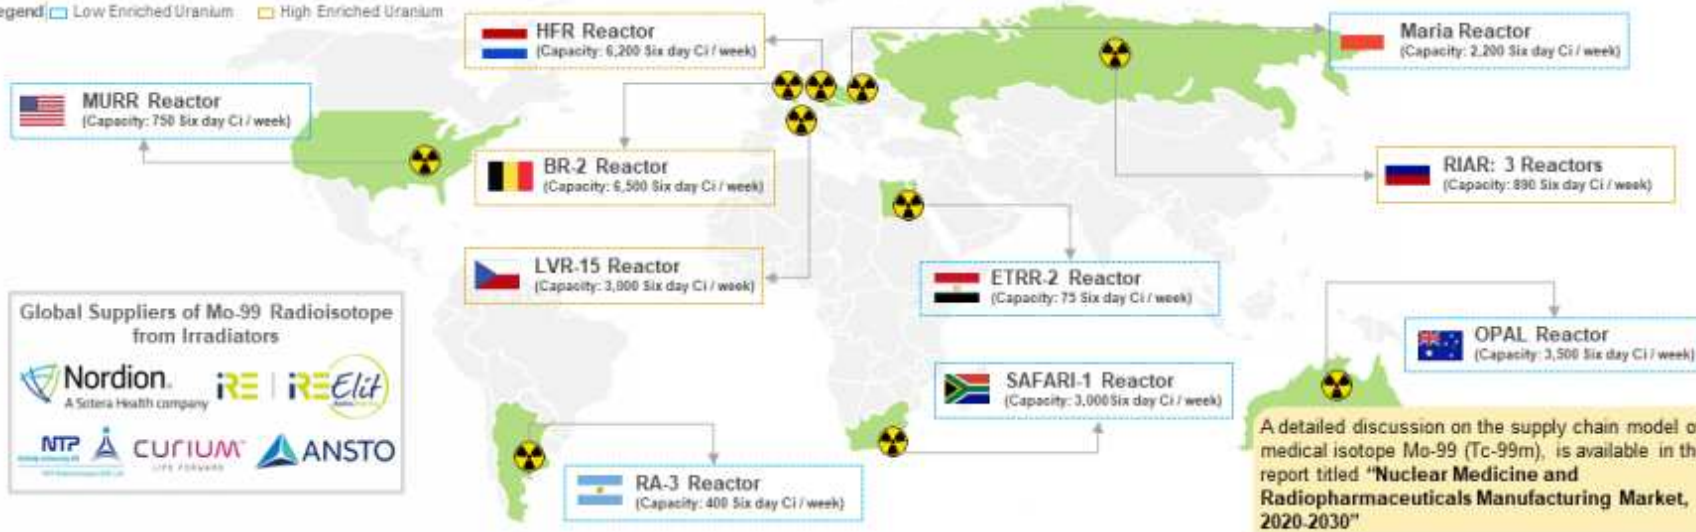 egend Low Enriched Uranium High Enriched Uranium
HFR Reactor
(Capacity: 6,200 Six day Ci / week)
Maria Reactor
(Capacity: 2,200 Six day Ci / week)
MURR Reactor
(Capacity: 750 Six day Ci / week)
BR-2 Reactor
(Capacity: 6,500 Six day Ci / week)
RIAR: 3 Reactors
(Capacity: 890 Six day Ci / week)
LVR-15 Reactor
(Capacity: 3,000 Six day Ci / week)
ETRR-2 Reactor
(Capacity: 75 Six day Ci / week)
OPAL Reactor
(Capacity: 3,500 Six day Ci / week)
SAFARI-1 Reactor
(Capacity: 3,000Six day Ci / week)
RA-3 Reactor
(Capacity: 400 Six day Ci / week)
Global Suppliers of Mo-99 Radioisotope
from Irradiators
Nordion.
A Sotera Health company
iRE iRE Elit
NTP
CURIUM™
LIFE FORWARD
ANSTO
A detailed discussion on the supply chain model o
medical isotope Mo-99 (Tc-99m), is available in th
report titled "Nuclear Medicine and
Radiopharmaceuticals Manufacturing Market,
2020-2030"